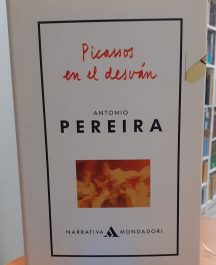 Picassos
en el desván
ANTONIO
PEREIRA
NARRATIVA A MONDADORI